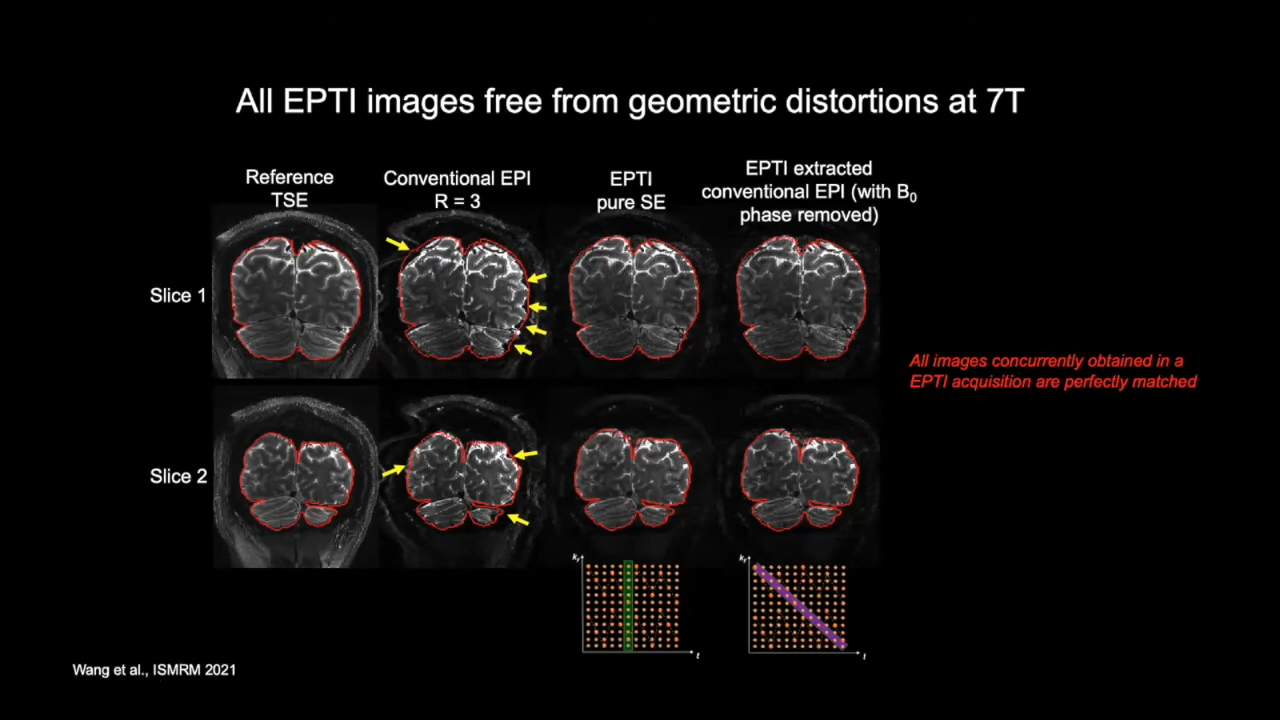 All EPTI images free from geometric distortions at 7T
Reference
TSE
Conventional EPI
R = 3
EPTI
pure SE
EPTI extracted
conventional EPI (with B₀
phase removed)
Slice 1
All images concurrently obtained in a
EPTI acquisition are perfectly matched
Slice 2
ky
t
ky
t
Wang et al., ISMRM 2021